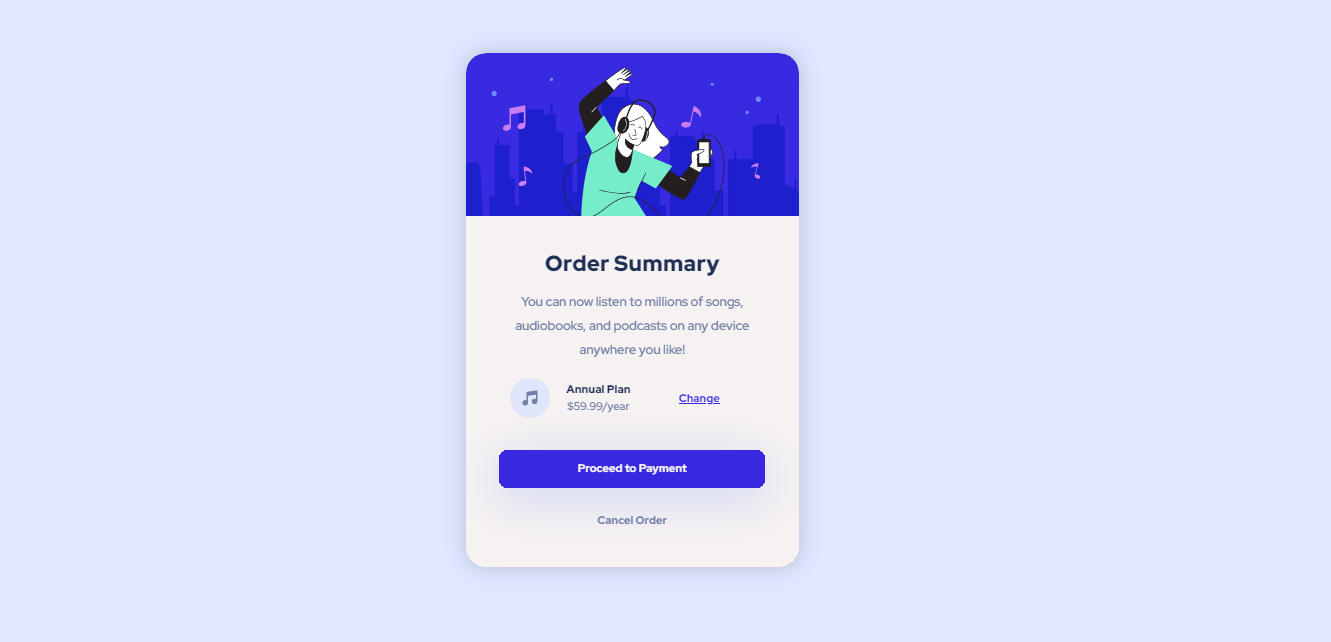 Order Summary
You can now listen to millions of songs,
audiobooks, and podcasts on any device
anywhere you like!
Annual Plan
$59.99/year
Change
Proceed to Payment
Cancel Order